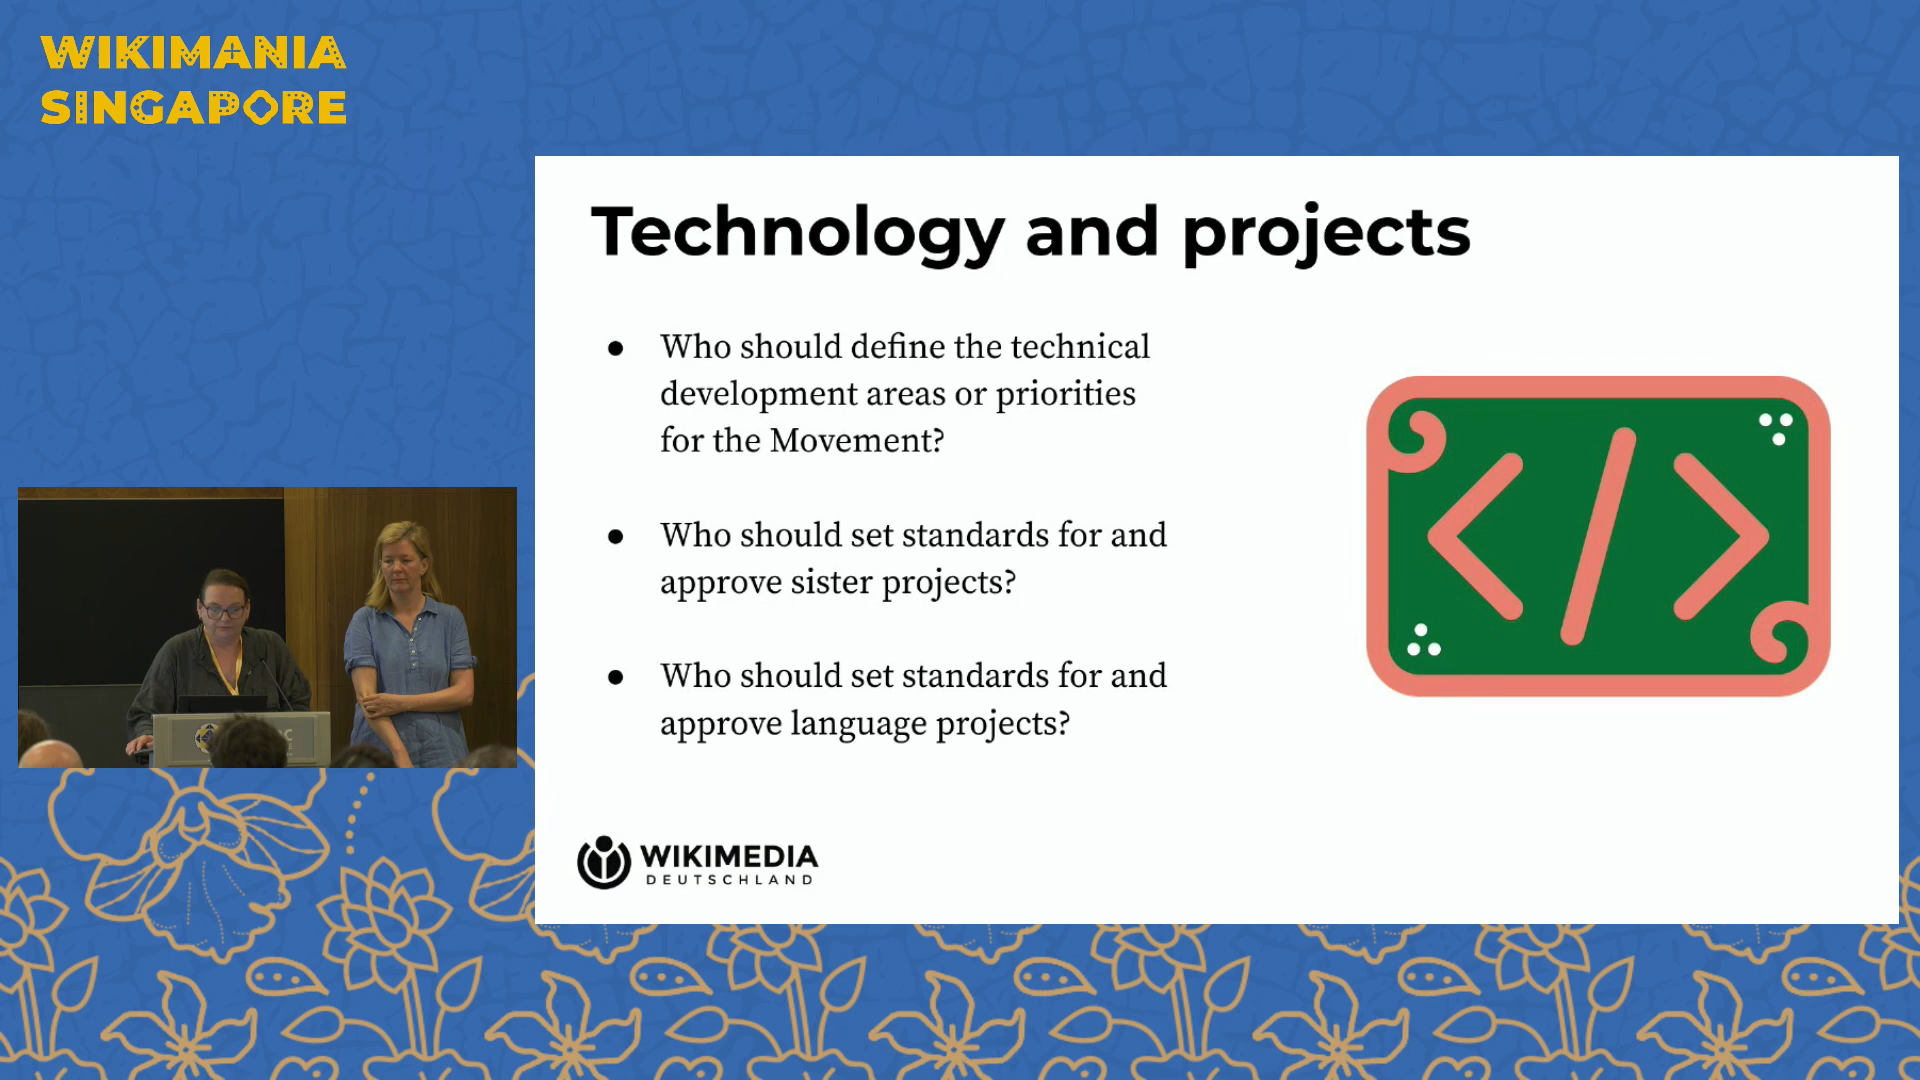 WIKIMANIA
SINGAPORE
Technology and projects
● Who should define the technical
development areas or priorities
for the Movement?
● Who should set standards for and
approve sister projects?
● Who should set standards for and
approve language projects?
WIKIMEDIA
DEUTSCHLAND